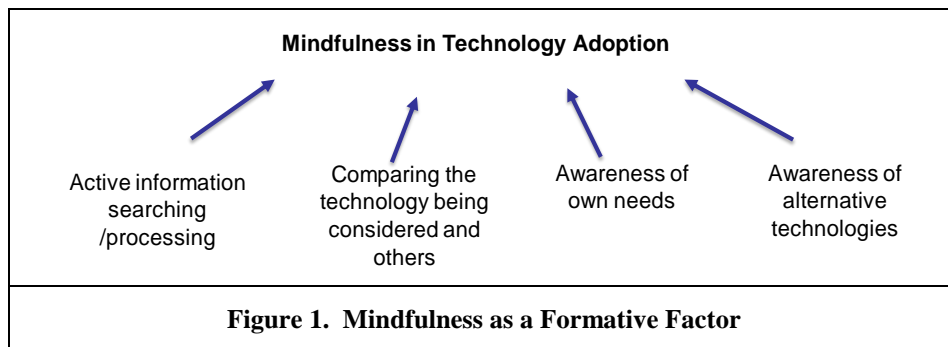 Mindfulness in Technology Adoption
Active information
searching
/processing
Comparing the
technology being
considered and
others
Awareness of
own needs
Awareness of
alternative
technologies
Figure 1.  Mindfulness as a Formative Factor